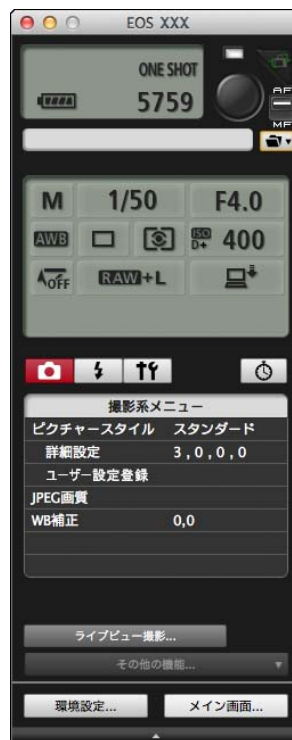 EOS XXX
ONE SHOT
5759
AF
MF
M 1/50 F4.0
AWB ISO D+ 400
OFF RAW+L
撮影系メニュー
ピクチャースタイル スタンダード
詳細設定 3,0,0,0
ユーザー設定登録
JPEG画質
WB補正 0,0
ライブビュー撮影...
その他の機能...
環境設定... メイン画面...